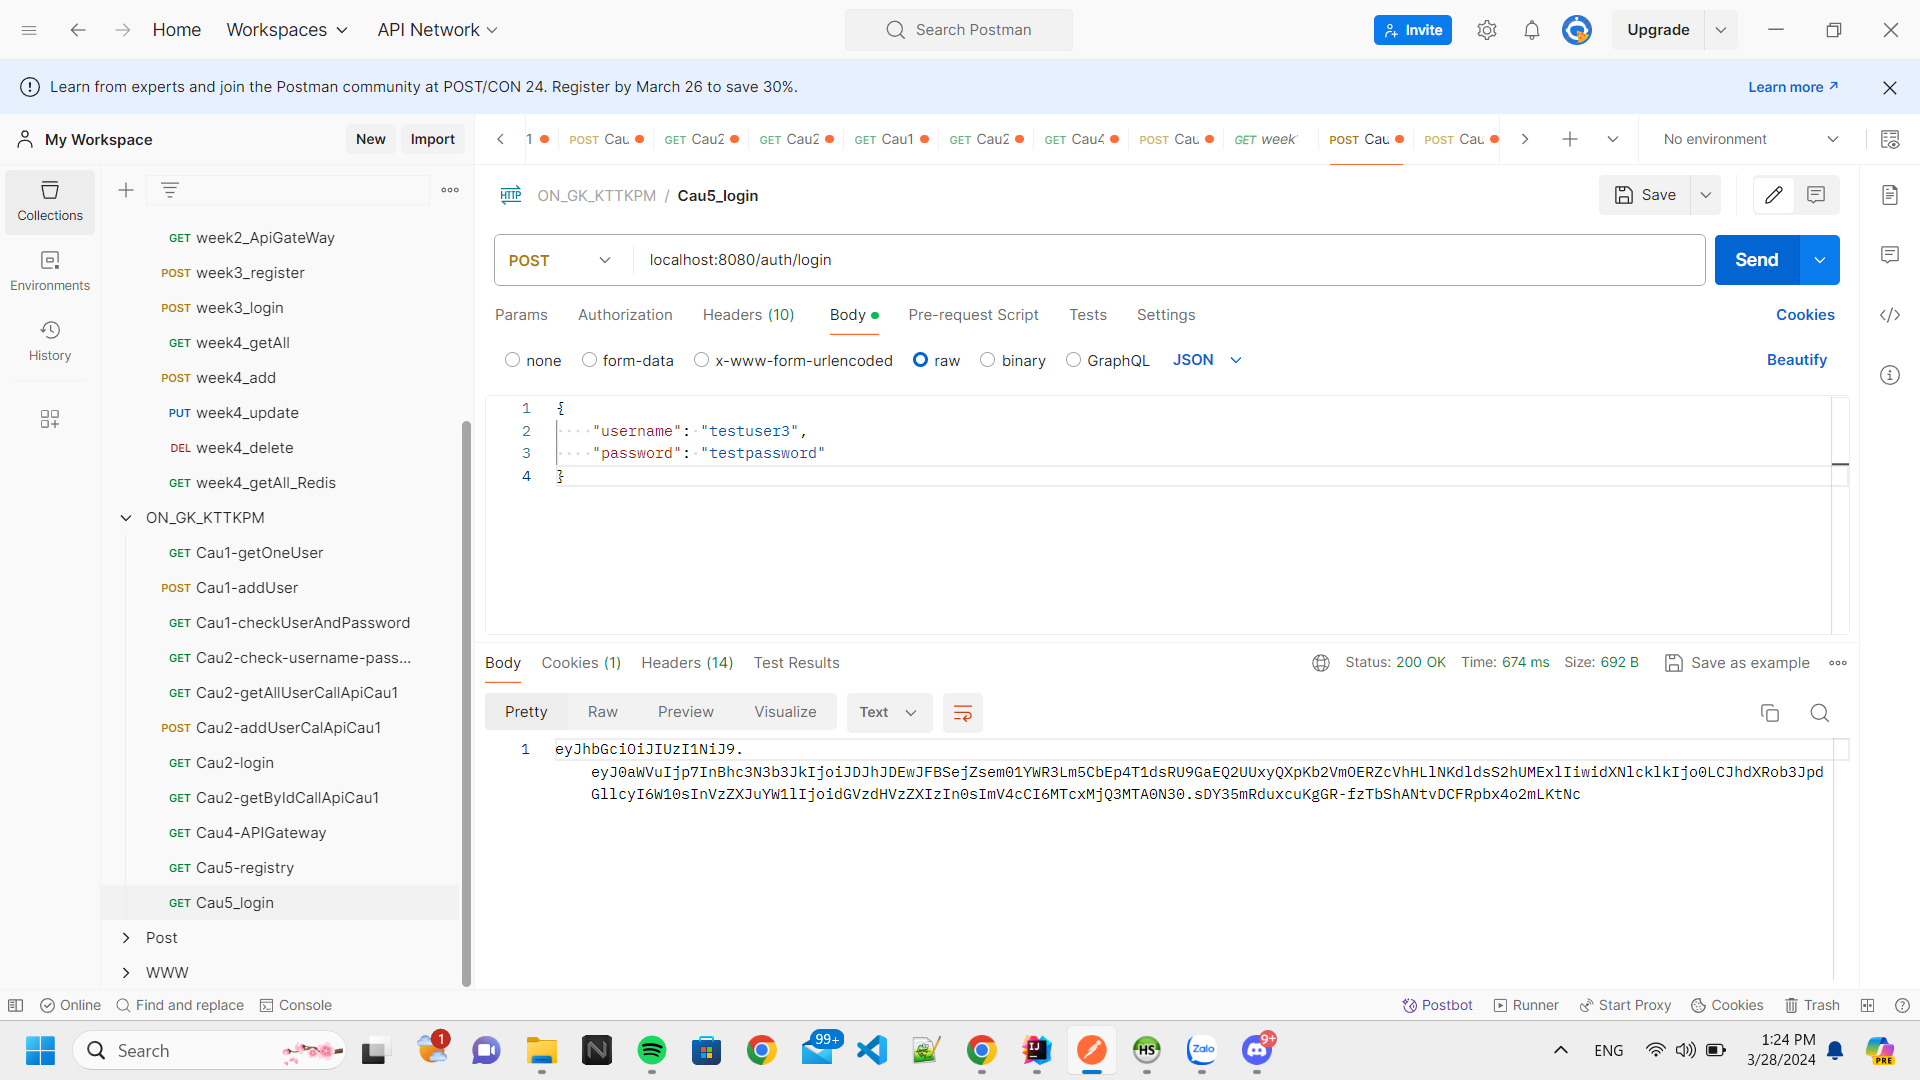 Home
Workspaces
API Network
Search Postman
Invite
Upgrade
Learn from experts and join the Postman community at POST/CON 24. Register by March 26 to save 30%.
Learn more
My Workspace
New
Import
1
POST Cau
GET Cau2
GET Cau2
GET Cau1
GET Cau2
GET Cau4
POST Cau
GET week
POST Cau
POST Cau
No environment
Collections
Environments
History
GET week2_ApiGateWay
POST week3_register
POST week3_login
GET week4_getAll
POST week4_add
PUT week4_update
DEL week4_delete
GET week4_getAll_Redis
ON_GK_KTTKPM
GET Cau1-getOneUser
POST Cau1-addUser
GET Cau1-checkUserAndPassword
GET Cau2-check-username-pass...
GET Cau2-getAllUserCallApiCau1
POST Cau2-addUserCalApiCau1
GET Cau2-login
GET Cau2-getByIdCallApiCau1
GET Cau4-APIGateway
GET Cau5-registry
GET Cau5_login
Post
WWW
HTTP
ON_GK_KTTKPM / Cau5_login
Save
POST
localhost:8080/auth/login
Send
Params
Authorization
Headers (10)
Body
Pre-request Script
Tests
Settings
Cookies
none
form-data
x-www-form-urlencoded
raw
binary
GraphQL
JSON
Beautify
1 {
2 "username": "testuser3",
3 "password": "testpassword"
4 }
Body
Cookies (1)
Headers (14)
Test Results
Status: 200 OK
Time: 674 ms
Size: 692 B
Save as example
Pretty
Raw
Preview
Visualize
Text
1 eyJhbGciOiJIUzI1NiJ9.
eyJ0aWVuIjp7InBhc3N3b3JkIjoiJDJhJDEwJFBSejZsem01YWR3Lm5CbEp4T1dsRU9GaEQ2UUxyQXpKb2VmOERZcVhHLlNKdldsS2hUMExlIiwidXNlcklkIjo0LCJhdXRob3Jpd
GllcyI6W10sInVzZXJuYW1lIjoidGVzdHVzZXIzIn0sImV4cCI6MTcxMjQ3MTA0N30.sDY35mRduxcuKgGR-fzTbShANtvDCFRpbx4o2mLKtNc
Online
Find and replace
Console
Postbot
Runner
Start Proxy
Cookies
Trash
Search
1
99+
IJ
HS
Zalo
9+
ENG
1:24 PM
3/28/2024
PRE